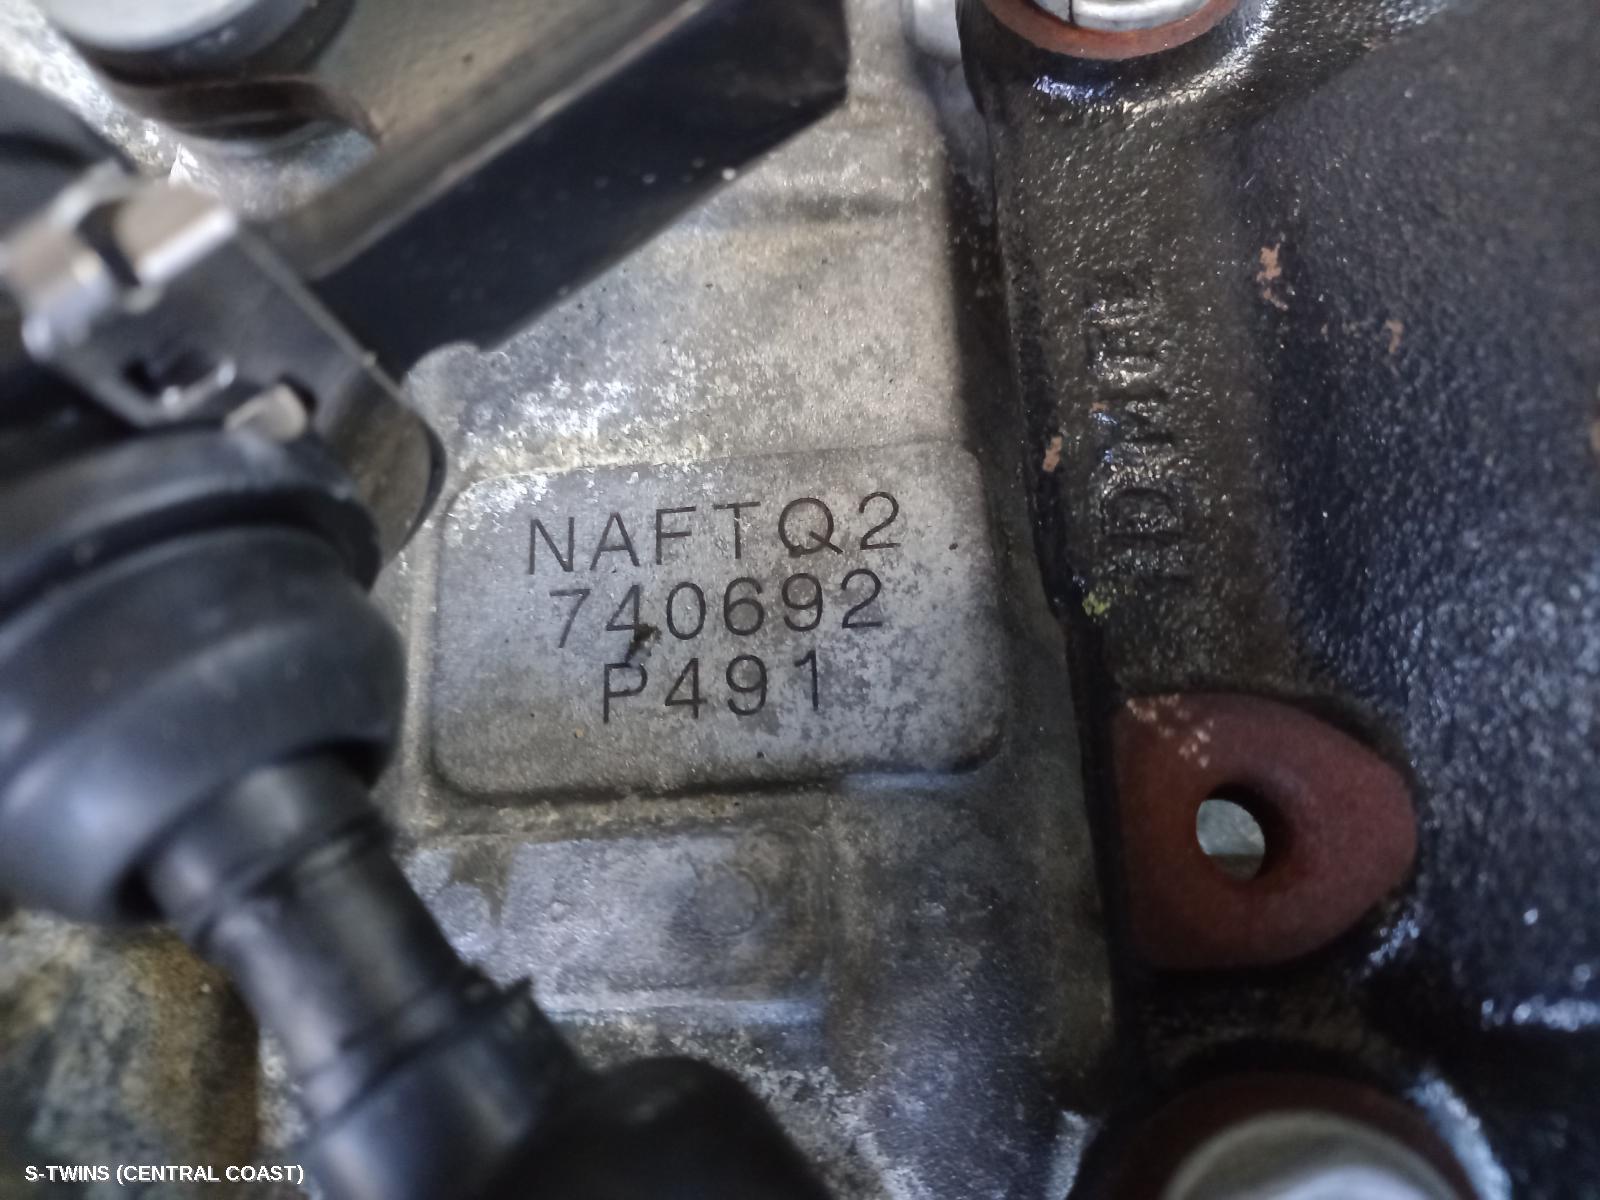 NAFTQ2
740692
P491
S-TWINS (CENTRAL COAST)